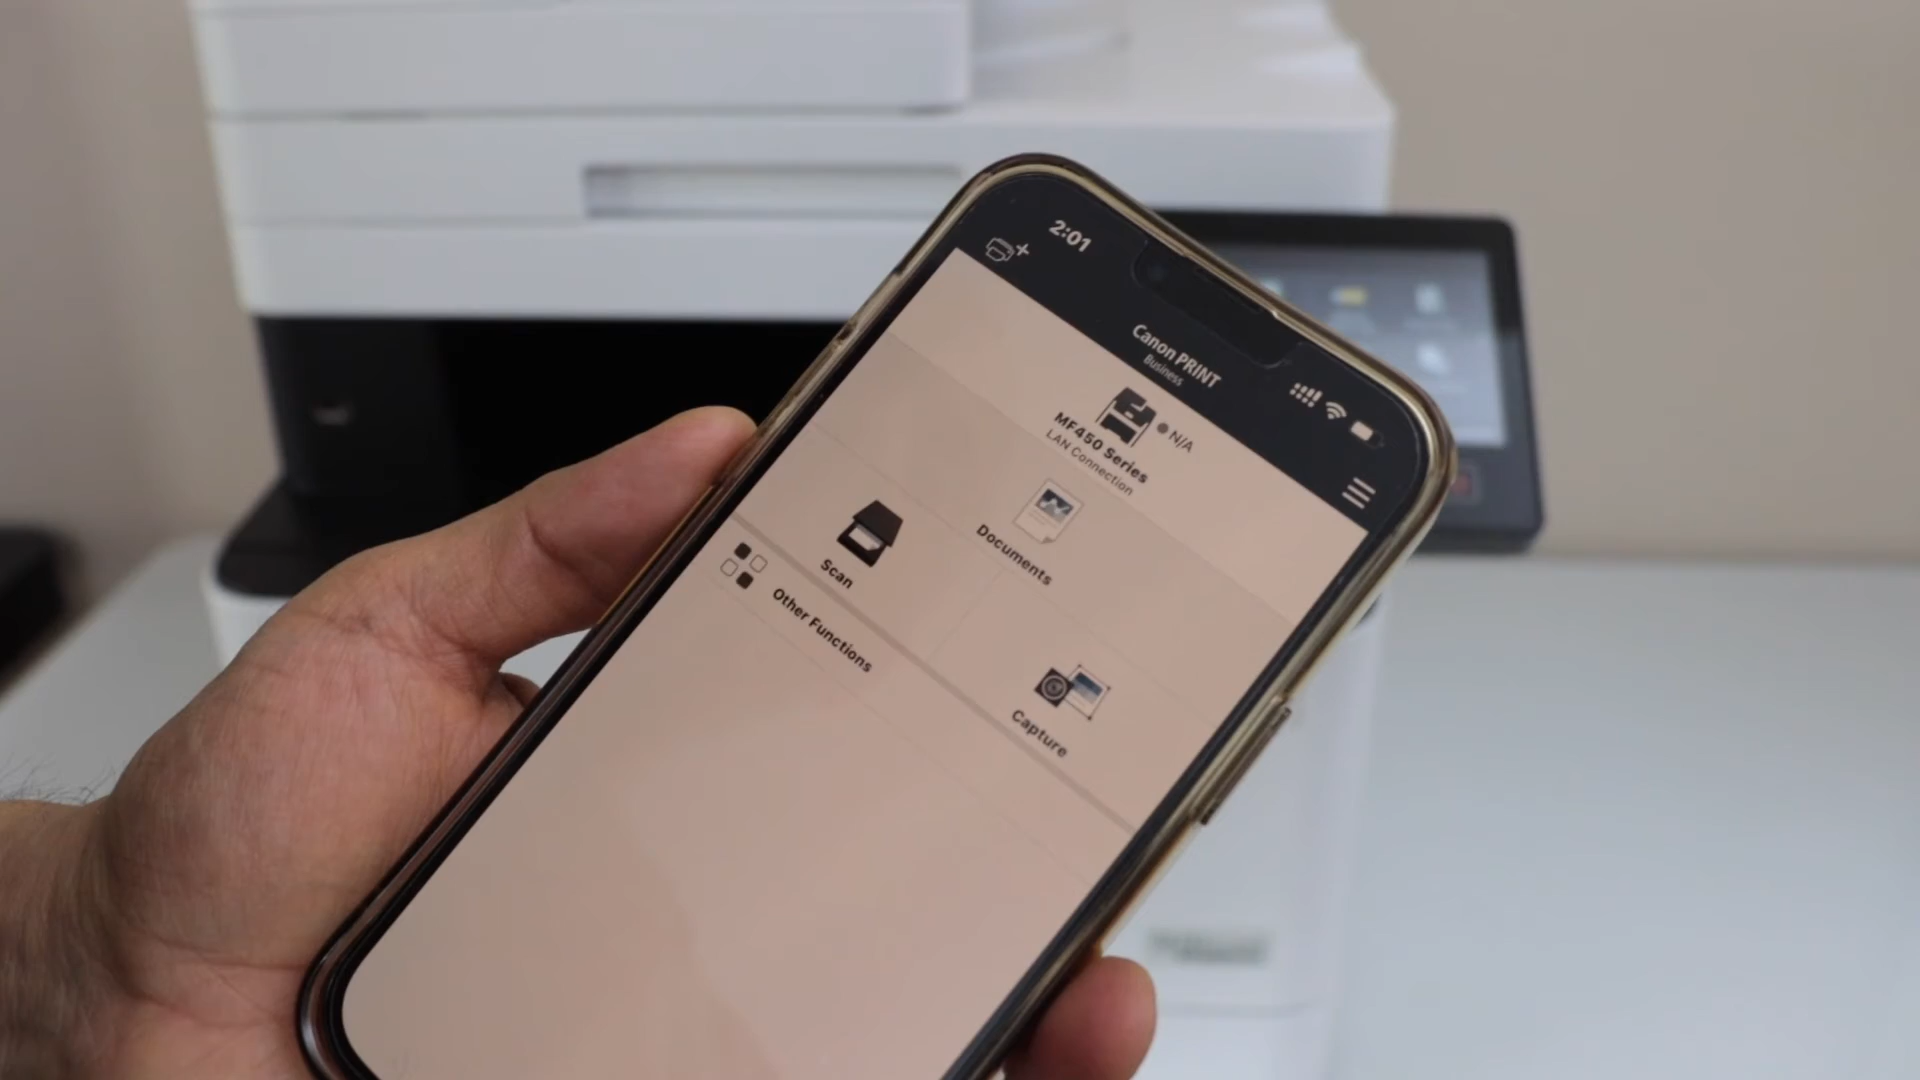 2:01
Canon PRINT
Business
N/A
MF450 Series
LAN Connection
Documents
Scan
Other Functions
Capture